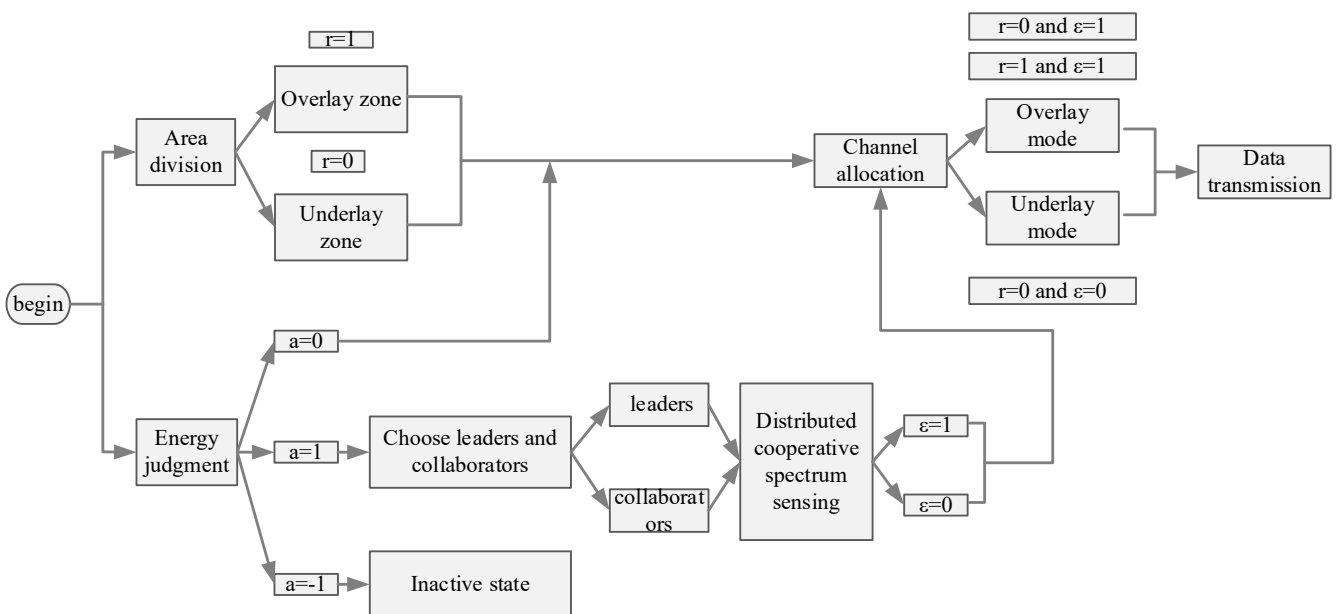 r=1
Overlay zone
Area
division
r=0
Underlay
zone
begin
a=0
Energy
judgment
a=1
Choose leaders and
collaborators
leaders
collaborat
ors
Distributed
cooperative
spectrum
sensing
ε=1
ε=0
a=-1
Inactive state
r=0 and ε=1
r=1 and ε=1
Channel
allocation
Overlay
mode
Underlay
mode
Data
transmission
r=0 and ε=0